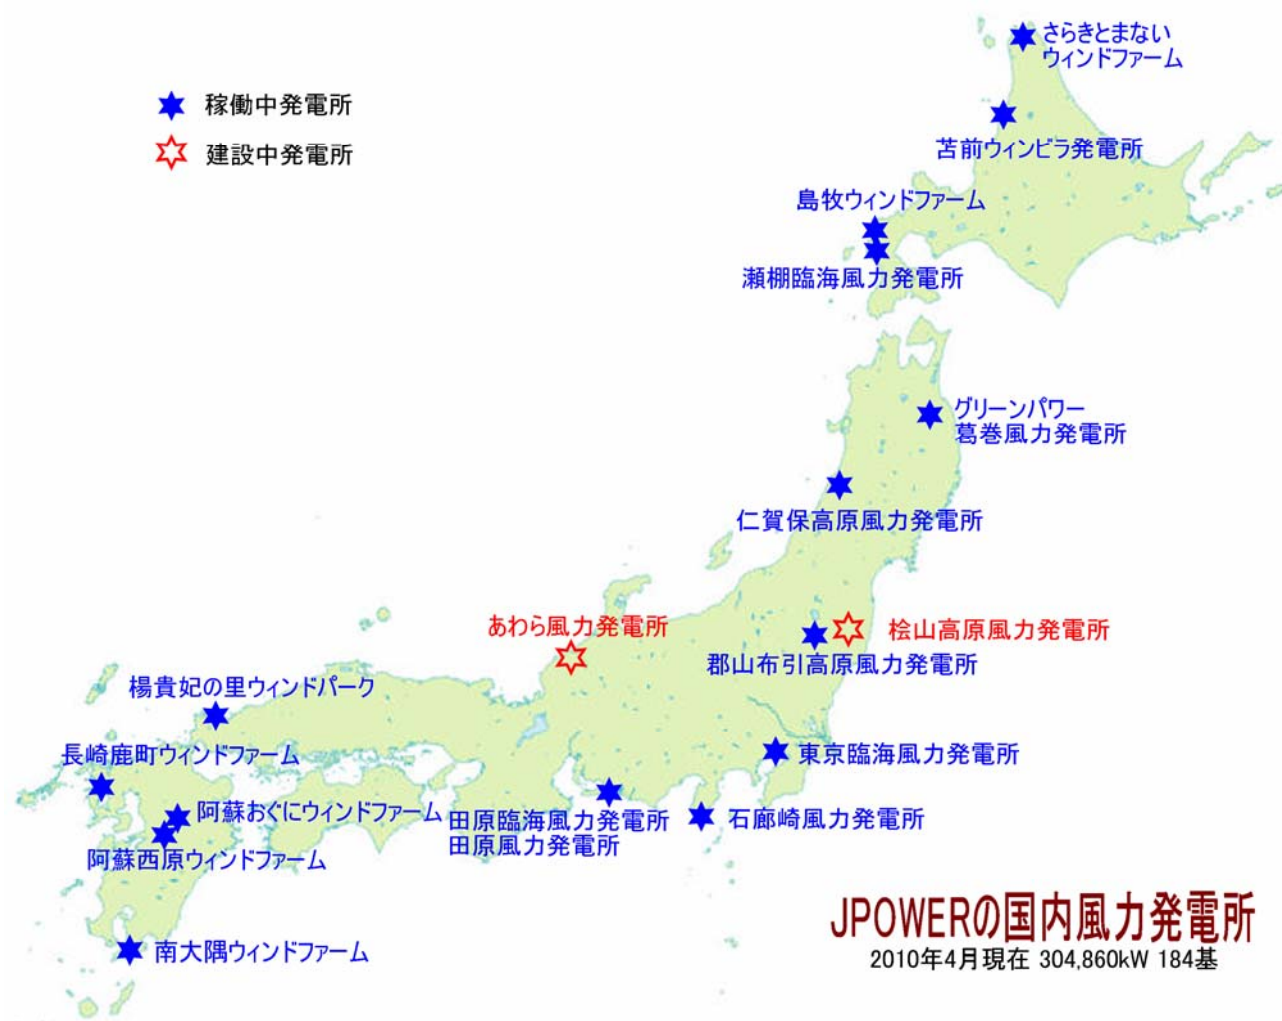 さらきとまない
ウィンドファーム
稼働中発電所
建設中発電所
苫前ウィンビラ発電所
島牧ウィンドファーム
瀬棚臨海風力発電所
グリーンパワー
葛巻風力発電所
仁賀保高原風力発電所
あわら風力発電所
桧山高原風力発電所
郡山布引高原風力発電所
楊貴妃の里ウィンドパーク
長崎鹿町ウィンドファーム
東京臨海風力発電所
阿蘇おぐにウィンドファーム
田原臨海風力発電所
田原風力発電所
石廊崎風力発電所
阿蘇西原ウィンドファーム
南大隅ウィンドファーム
JPOWERの国内風力発電所
2010年4月現在 304,860kW 184基